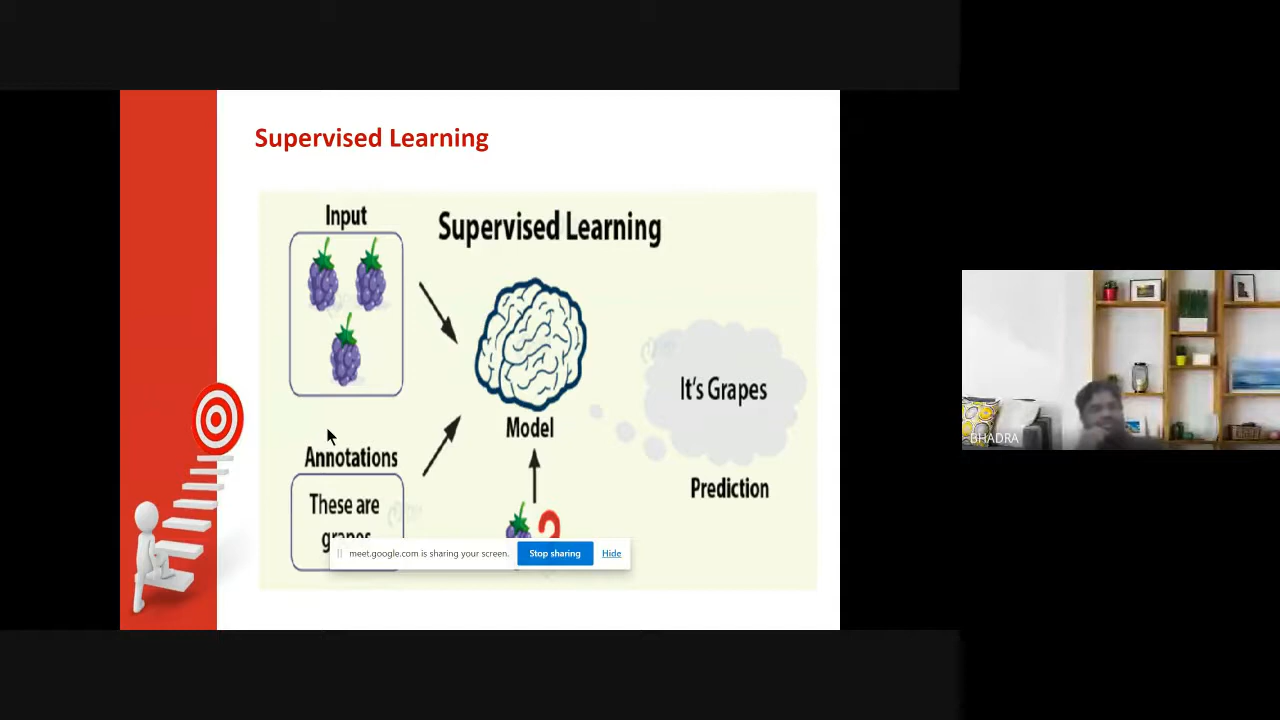 Supervised Learning
Input
Supervised Learning
It's Grapes
Model
Annotations
Prediction
These are
grapes
?
meet.google.com is sharing your screen.
Stop sharing
Hide
BHADRA